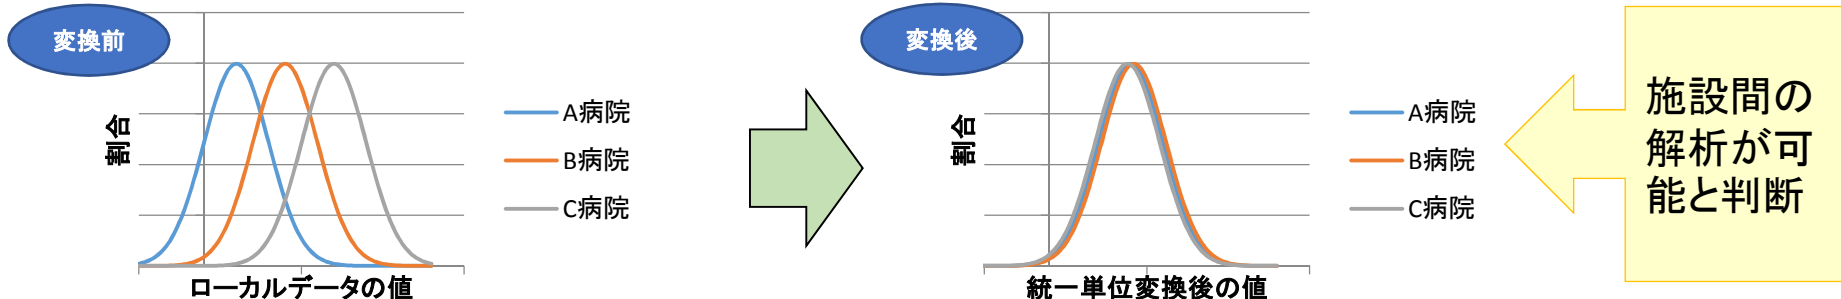 変換前
割合
ローカルデータの値
A病院
B病院
C病院
変換後
割合
統一単位変換後の値
A病院
B病院
C病院
施設間の
解析が可
能と判断